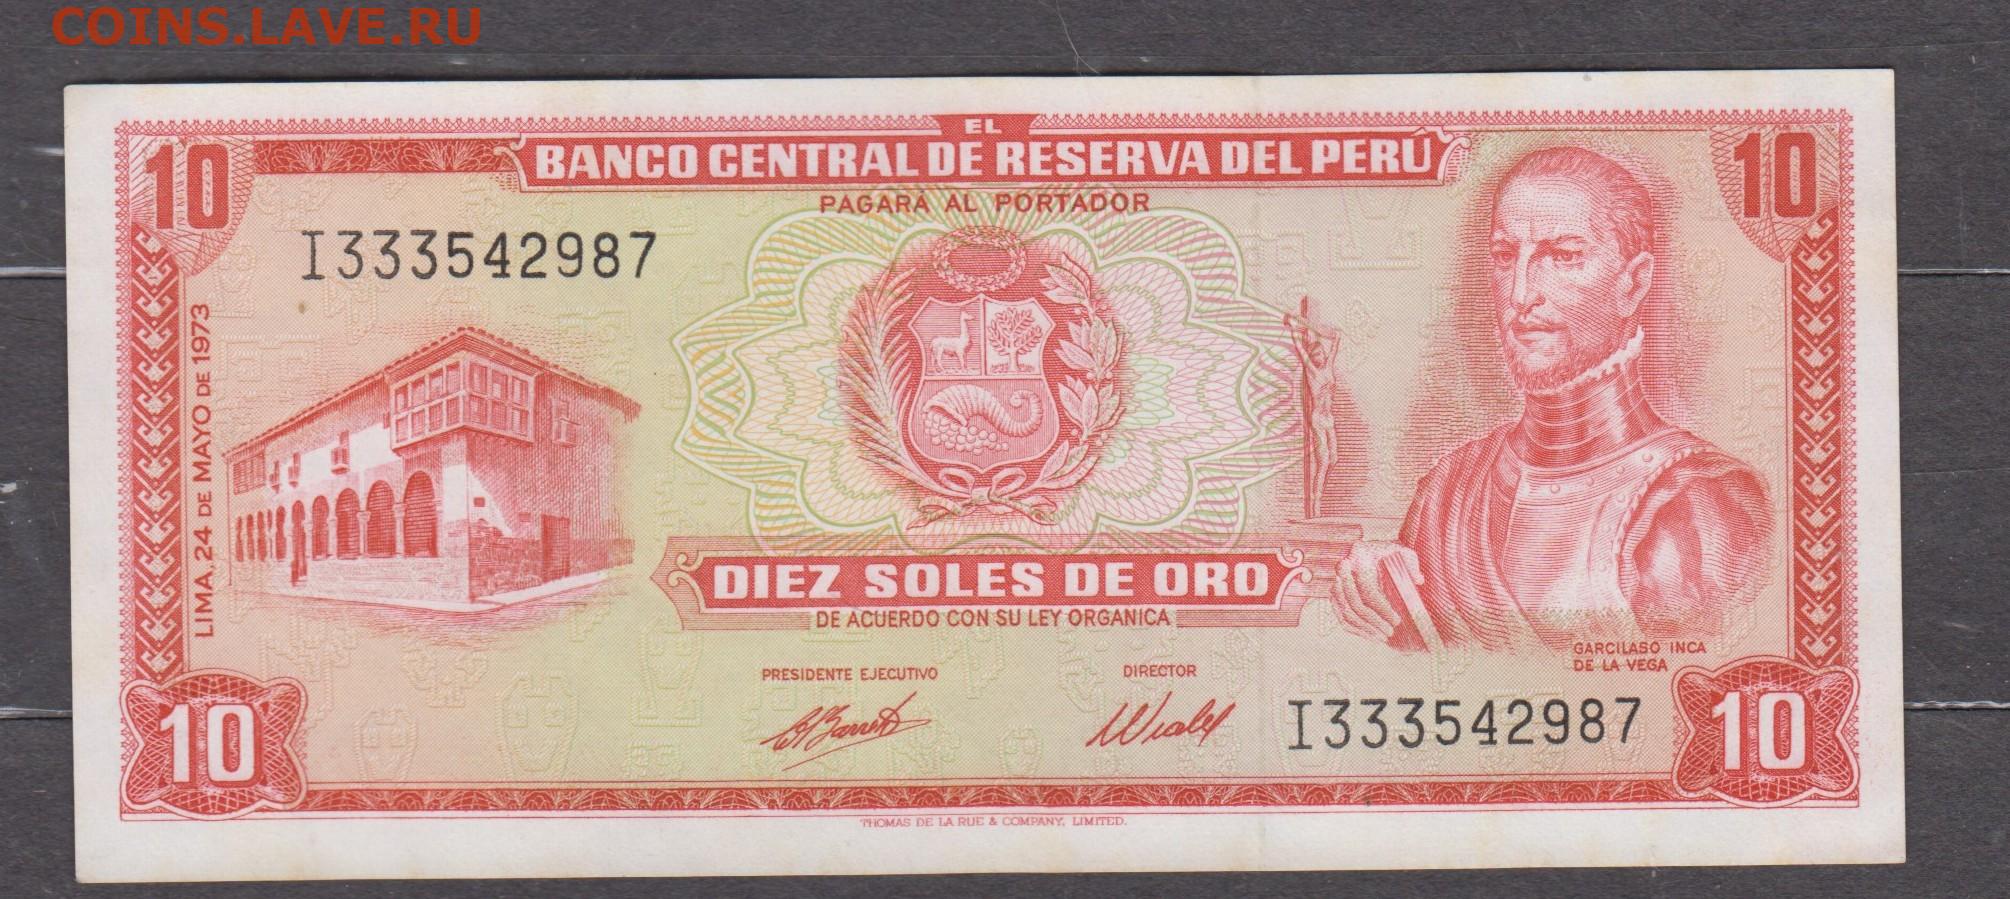 COINS.LAVE.RU
EL
BANCO CENTRAL DE RESERVA DEL PERÚ
PAGARÁ AL PORTADOR
10
10
I333542987
LIMA, 24 DE MAYO DE 1973
DIEZ SOLES DE ORO
DE ACUERDO CON SU LEY ORGANICA
GARCILASO INCA
DE LA VEGA
PRESIDENTE EJECUTIVO
DIRECTOR
I333542987
10
10
THOMAS DE LA RUE & COMPANY, LIMITED.